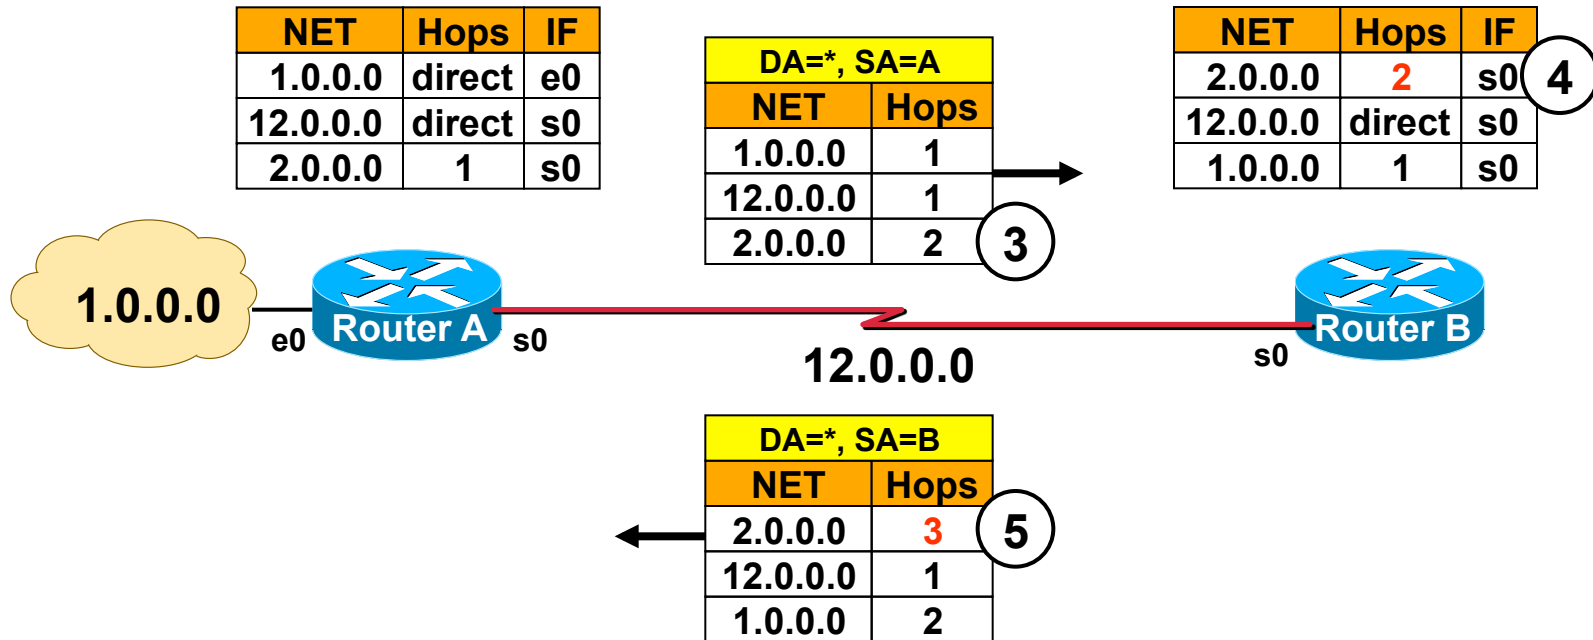 NET Hops IF
1.0.0.0 direct e0
12.0.0.0 direct s0
2.0.0.0 1 s0
DA=*, SA=A
NET Hops
1.0.0.0 1
12.0.0.0 1
2.0.0.0 2
3
NET Hops IF
2.0.0.0 2 s0
12.0.0.0 direct s0
1.0.0.0 1 s0
4
1.0.0.0
e0
Router A
s0
12.0.0.0
s0
Router B
DA=*, SA=B
NET Hops
2.0.0.0 3
12.0.0.0 1
1.0.0.0 2
5